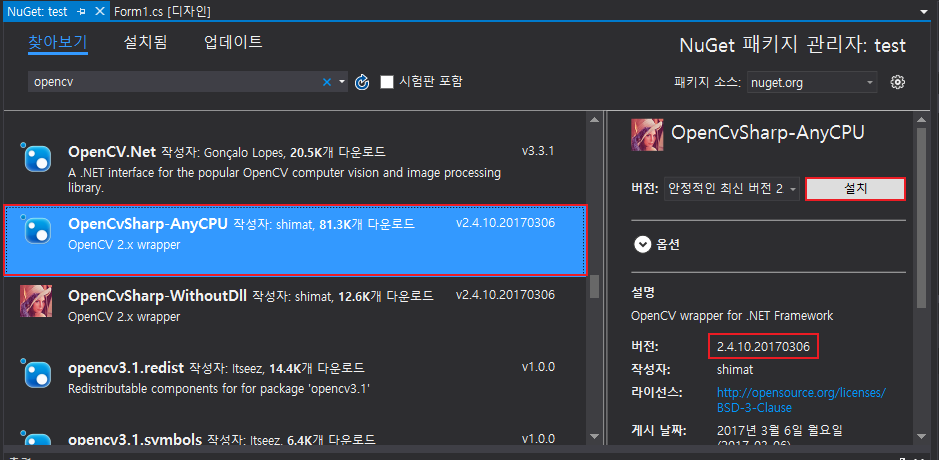 NuGet: test Form1.cs [디자인]
찾아보기 설치됨 업데이트
NuGet 패키지 관리자: test
opencv
시험판 포함
패키지 소스: nuget.org
OpenCV.Net 작성자: Gonçalo Lopes, 20.5K개 다운로드 v3.3.1
A .NET interface for the popular OpenCV computer vision and image processing
library.
OpenCvSharp-AnyCPU 작성자: shimat, 81.3K개 다운로드 v2.4.10.20170306
OpenCV 2.x wrapper
OpenCvSharp-WithoutDll 작성자: shimat, 12.6K개 다운로드 v2.4.10.20170306
OpenCV 2.x wrapper
opencv3.1.redist 작성자: Itseez, 14.4K개 다운로드 v1.0.0
Redistributable components for for package 'opencv3.1'
opencv3.1.symbols 작성자: Itseez, 6.4K개 다운로드 v1.0.0
OpenCvSharp-AnyCPU
버전: 안정적인 최신 버전 2 설치
옵션
설명
OpenCV wrapper for .NET Framework
버전: 2.4.10.20170306
작성자: shimat
라이선스: http://opensource.org/licenses/
BSD-3-Clause
게시 날짜: 2017년 3월 6일 월요일
(2017-03-06)